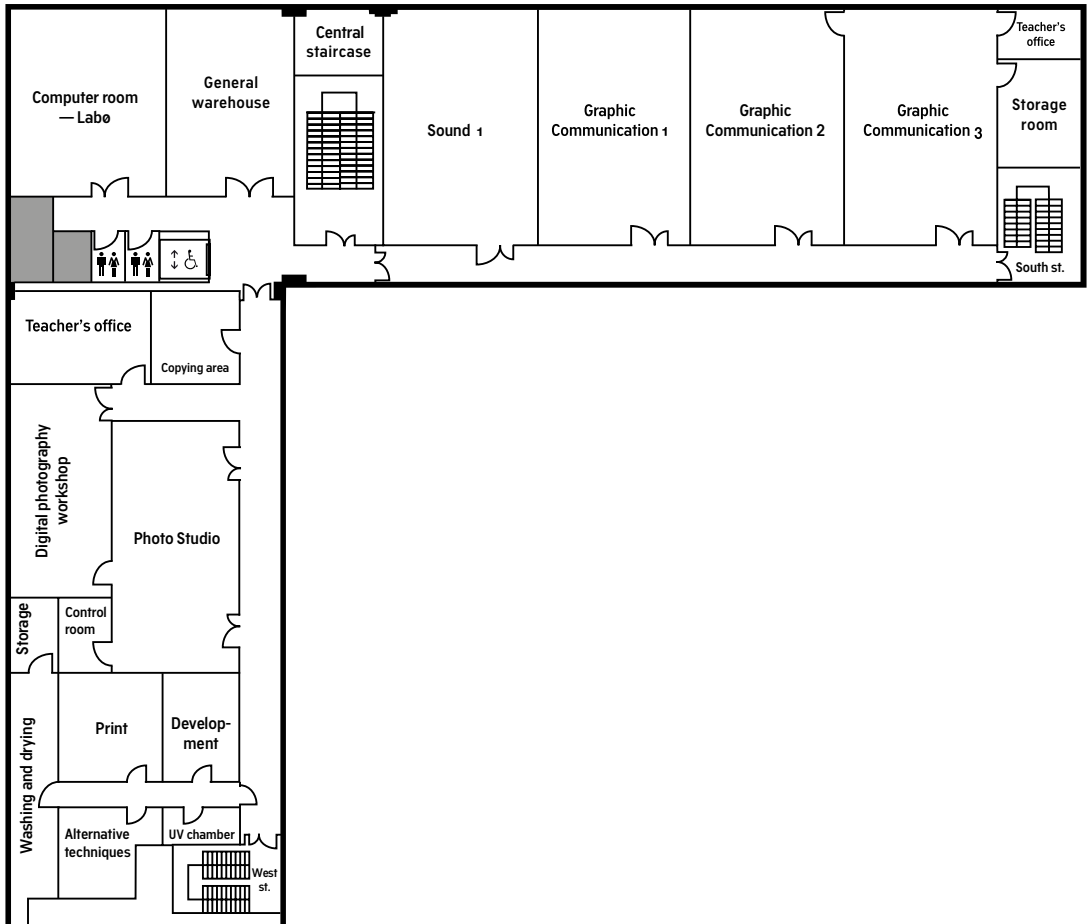 Computer room
— Labø
General
warehouse
Central
staircase
Sound 1
Graphic
Communication 1
Graphic
Communication 2
Graphic
Communication 3
Teacher's
office
Storage
room
South st.
Teacher's office
Copying area
Digital photography
workshop
Photo Studio
Storage
Control
room
Print
Develop-
ment
Washing and drying
Alternative
techniques
UV chamber
West
st.